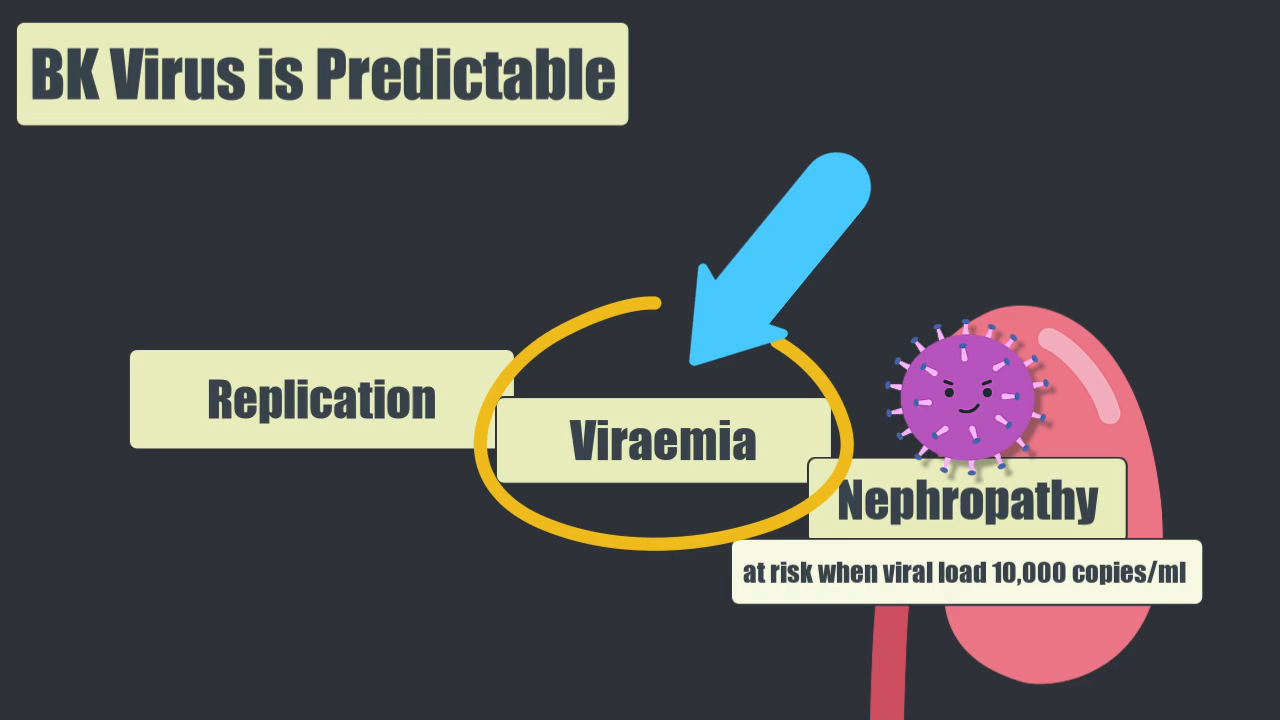 BK Virus is Predictable
Replication
Viraemia
Nephropathy
at risk when viral load 10,000 copies/ml